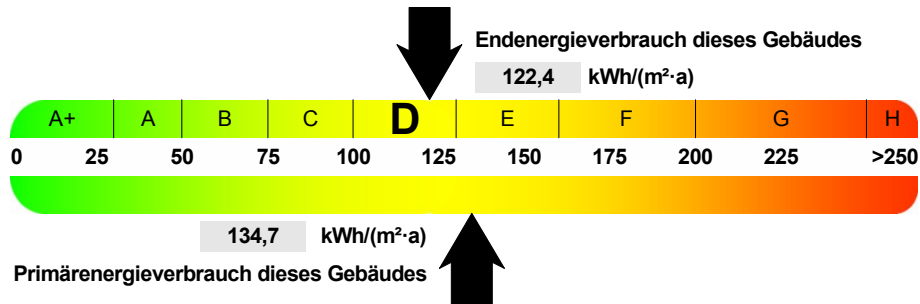 Endenergieverbrauch dieses Gebäudes
122,4 kWh/(m²·a)
A+ A B C D E F G H
0 25 50 75 100 125 150 175 200 225 >250
134,7 kWh/(m²·a)
Primärenergieverbrauch dieses Gebäudes